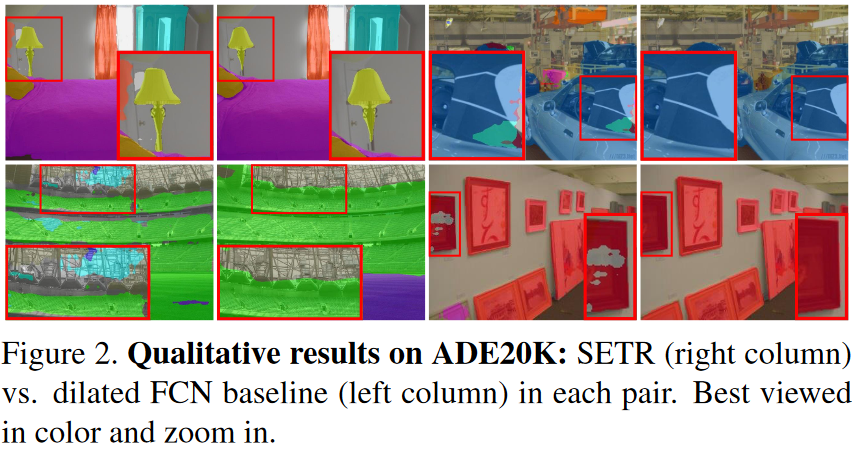 Figure 2. Qualitative results on ADE20K: SETR (right column)
vs. dilated FCN baseline (left column) in each pair. Best viewed
in color and zoom in.